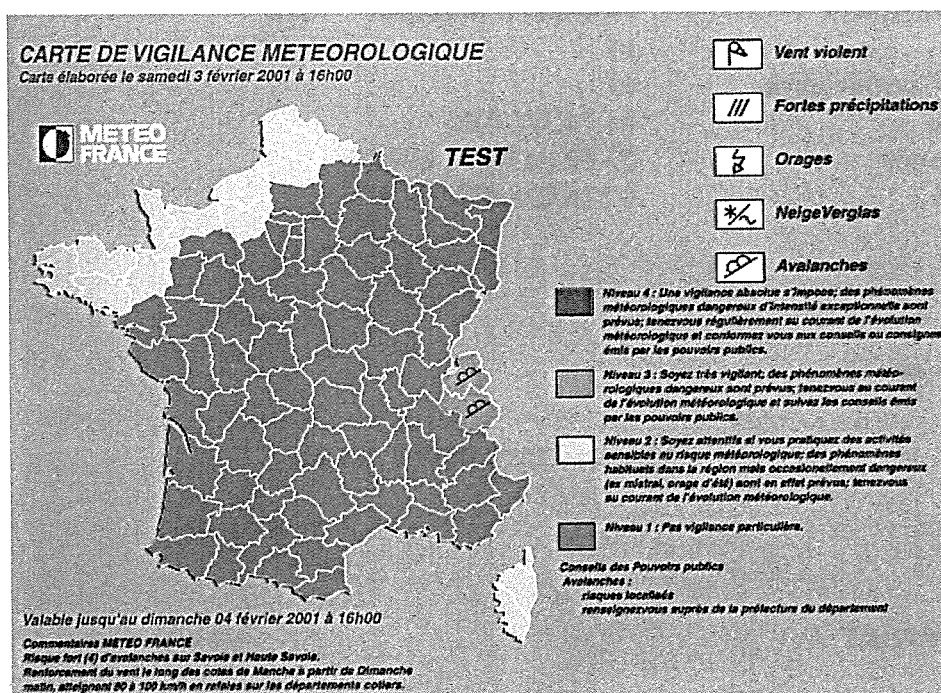 CARTE DE VIGILANCE METEOROLOGIQUE
Carte élaborée le samedi 3 février 2001 à 16h00
METEO
FRANCE
TEST
Vent violent
Fortes précipitations
Orages
NeigeVerglas
Avalanches
Niveau 4 : Une vigilance absolue s'impose; des phénomènes
météorologiques dangereux d'intensité exceptionnelle sont
prévus; tenezvous régulièrement au courant de l'évolution
météorologique et conformez vous aux conseils ou consignes
émis par les pouvoirs publics.
Niveau 3 : Soyez très vigilant; des phénomènes météo-
rologiques dangereux sont prévus; tenezvous au courant
de l'évolution météorologique et suivez les conseils émis
par les pouvoirs publics.
Niveau 2 : Soyez attentifs si vous pratiquez des activités
sensibles au risque météorologique; des phénomènes
habituels dans la région mais occasionellement dangereux
(ex mistral, orage d'été) sont en effet prévus; tenezvous
au courant de l'évolution météorologique.
Niveau 1 : Pas vigilance particulière.
Conseils des Pouvoirs publics
Avalanches :
risques localisés
renseignezvous auprès de la préfecture du département
Valable jusqu'au dimanche 04 février 2001 à 16h00
Commentaires METEO FRANCE
Risque fort (4) d'avalanches sur Savoie et Haute Savoie.
Renforcement du vent le long des cotes de Manche a partir de Dimanche
matin, atteignant 80 à 100 km/h en rafales sur les départements cotiers.